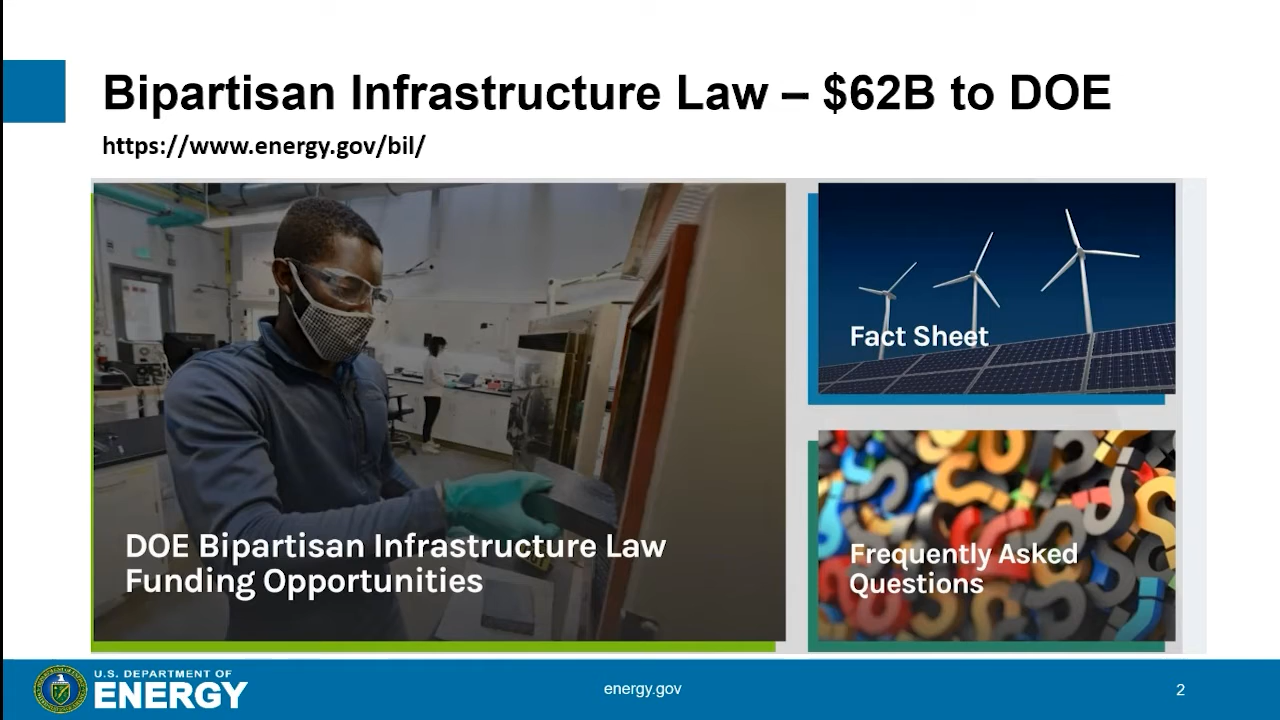 Bipartisan Infrastructure Law – $62B to DOE
https://www.energy.gov/bil/
DOE Bipartisan Infrastructure Law
Funding Opportunities
Fact Sheet
Frequently Asked
Questions
U.S. DEPARTMENT OF
ENERGY
energy.gov
2